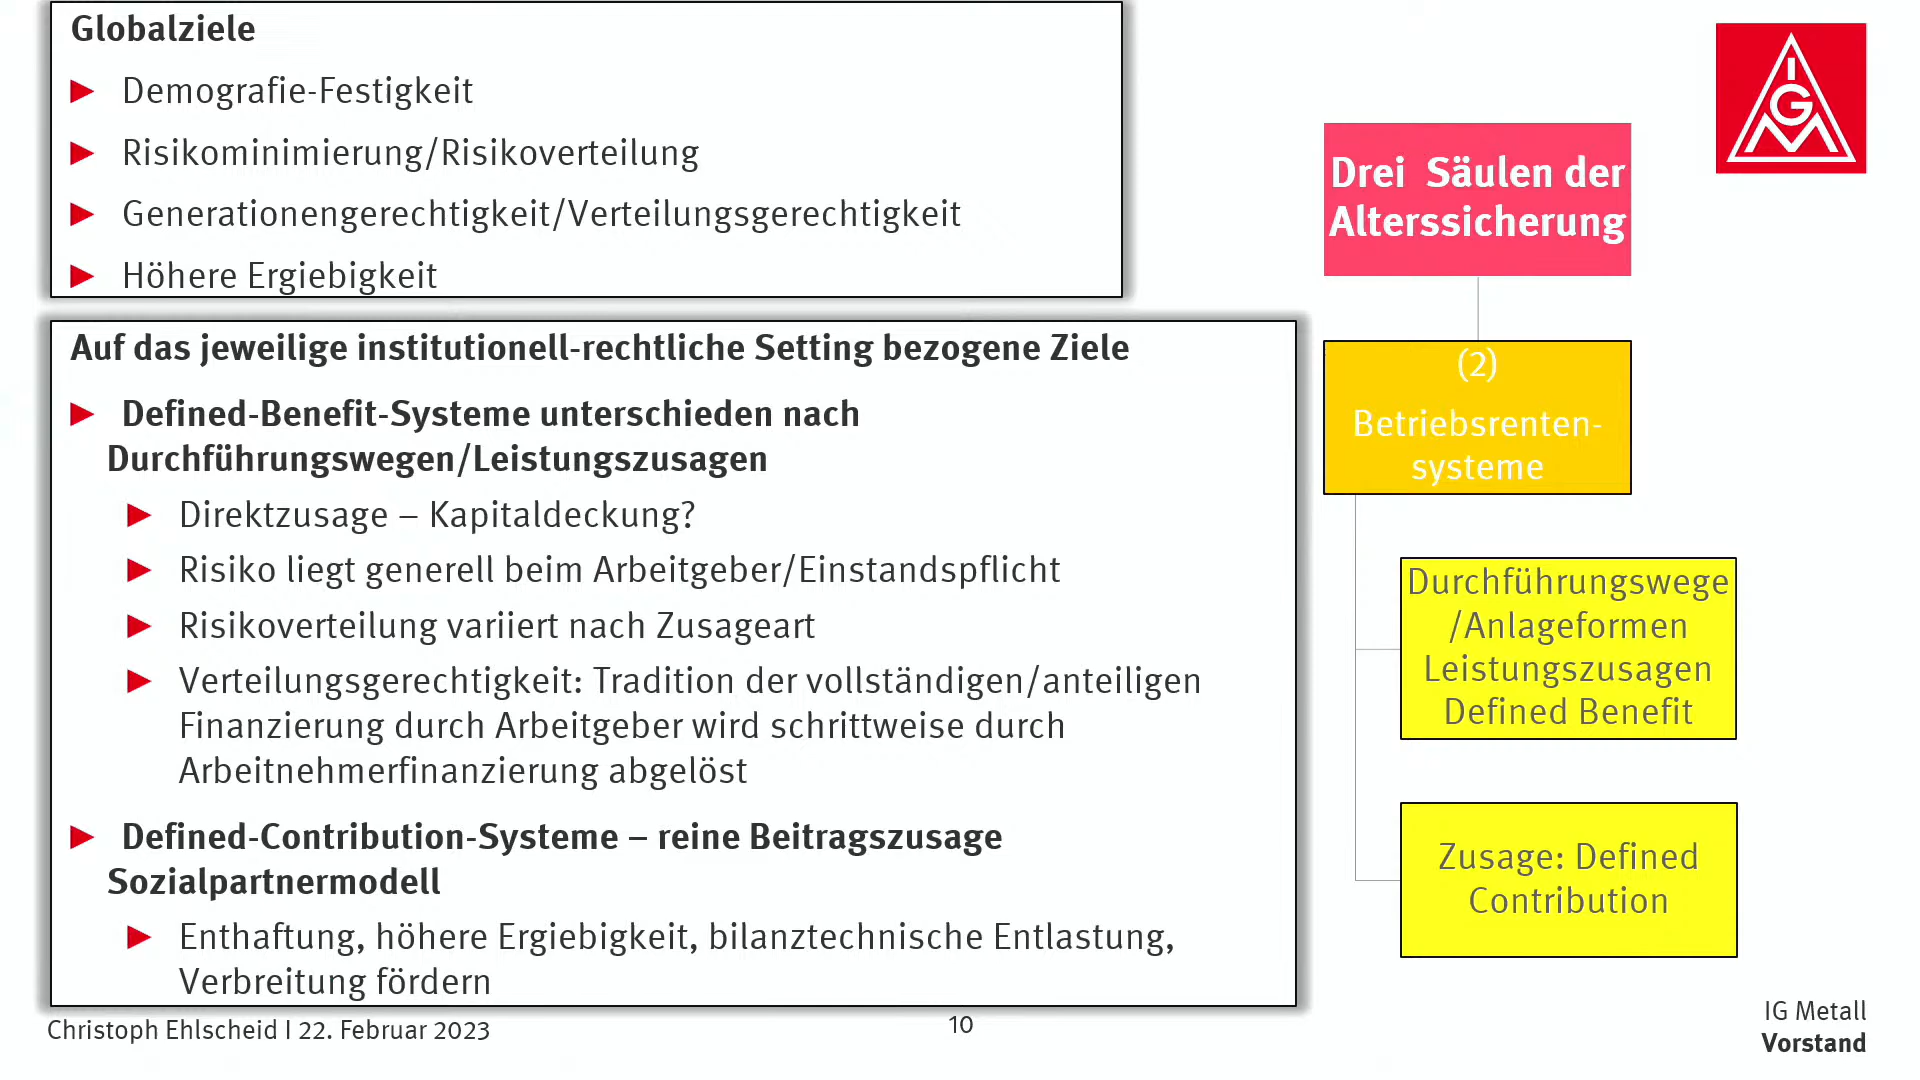 Globalziele
Demografie-Festigkeit
Risikominimierung/Risikoverteilung
Generationengerechtigkeit/Verteilungsgerechtigkeit
Höhere Ergiebigkeit
Auf das jeweilige institutionell-rechtliche Setting bezogene Ziele
Defined-Benefit-Systeme unterschieden nach
Durchführungswegen/Leistungszusagen
Direktzusage – Kapitaldeckung?
Risiko liegt generell beim Arbeitgeber/Einstandspflicht
Risikoverteilung variiert nach Zusageart
Verteilungsgerechtigkeit: Tradition der vollständigen/anteiligen
Finanzierung durch Arbeitgeber wird schrittweise durch
Arbeitnehmerfinanzierung abgelöst
Defined-Contribution-Systeme – reine Beitragszusage
Sozialpartnermodell
Enthaftung, höhere Ergiebigkeit, bilanztechnische Entlastung,
Verbreitung fördern
IGM
Drei Säulen der
Alterssicherung
(2)
Betriebsrenten-
systeme
Durchführungswege
/Anlageformen
Leistungszusagen
Defined Benefit
Zusage: Defined
Contribution
Christoph Ehlscheid I 22. Februar 2023
10
IG Metall
Vorstand